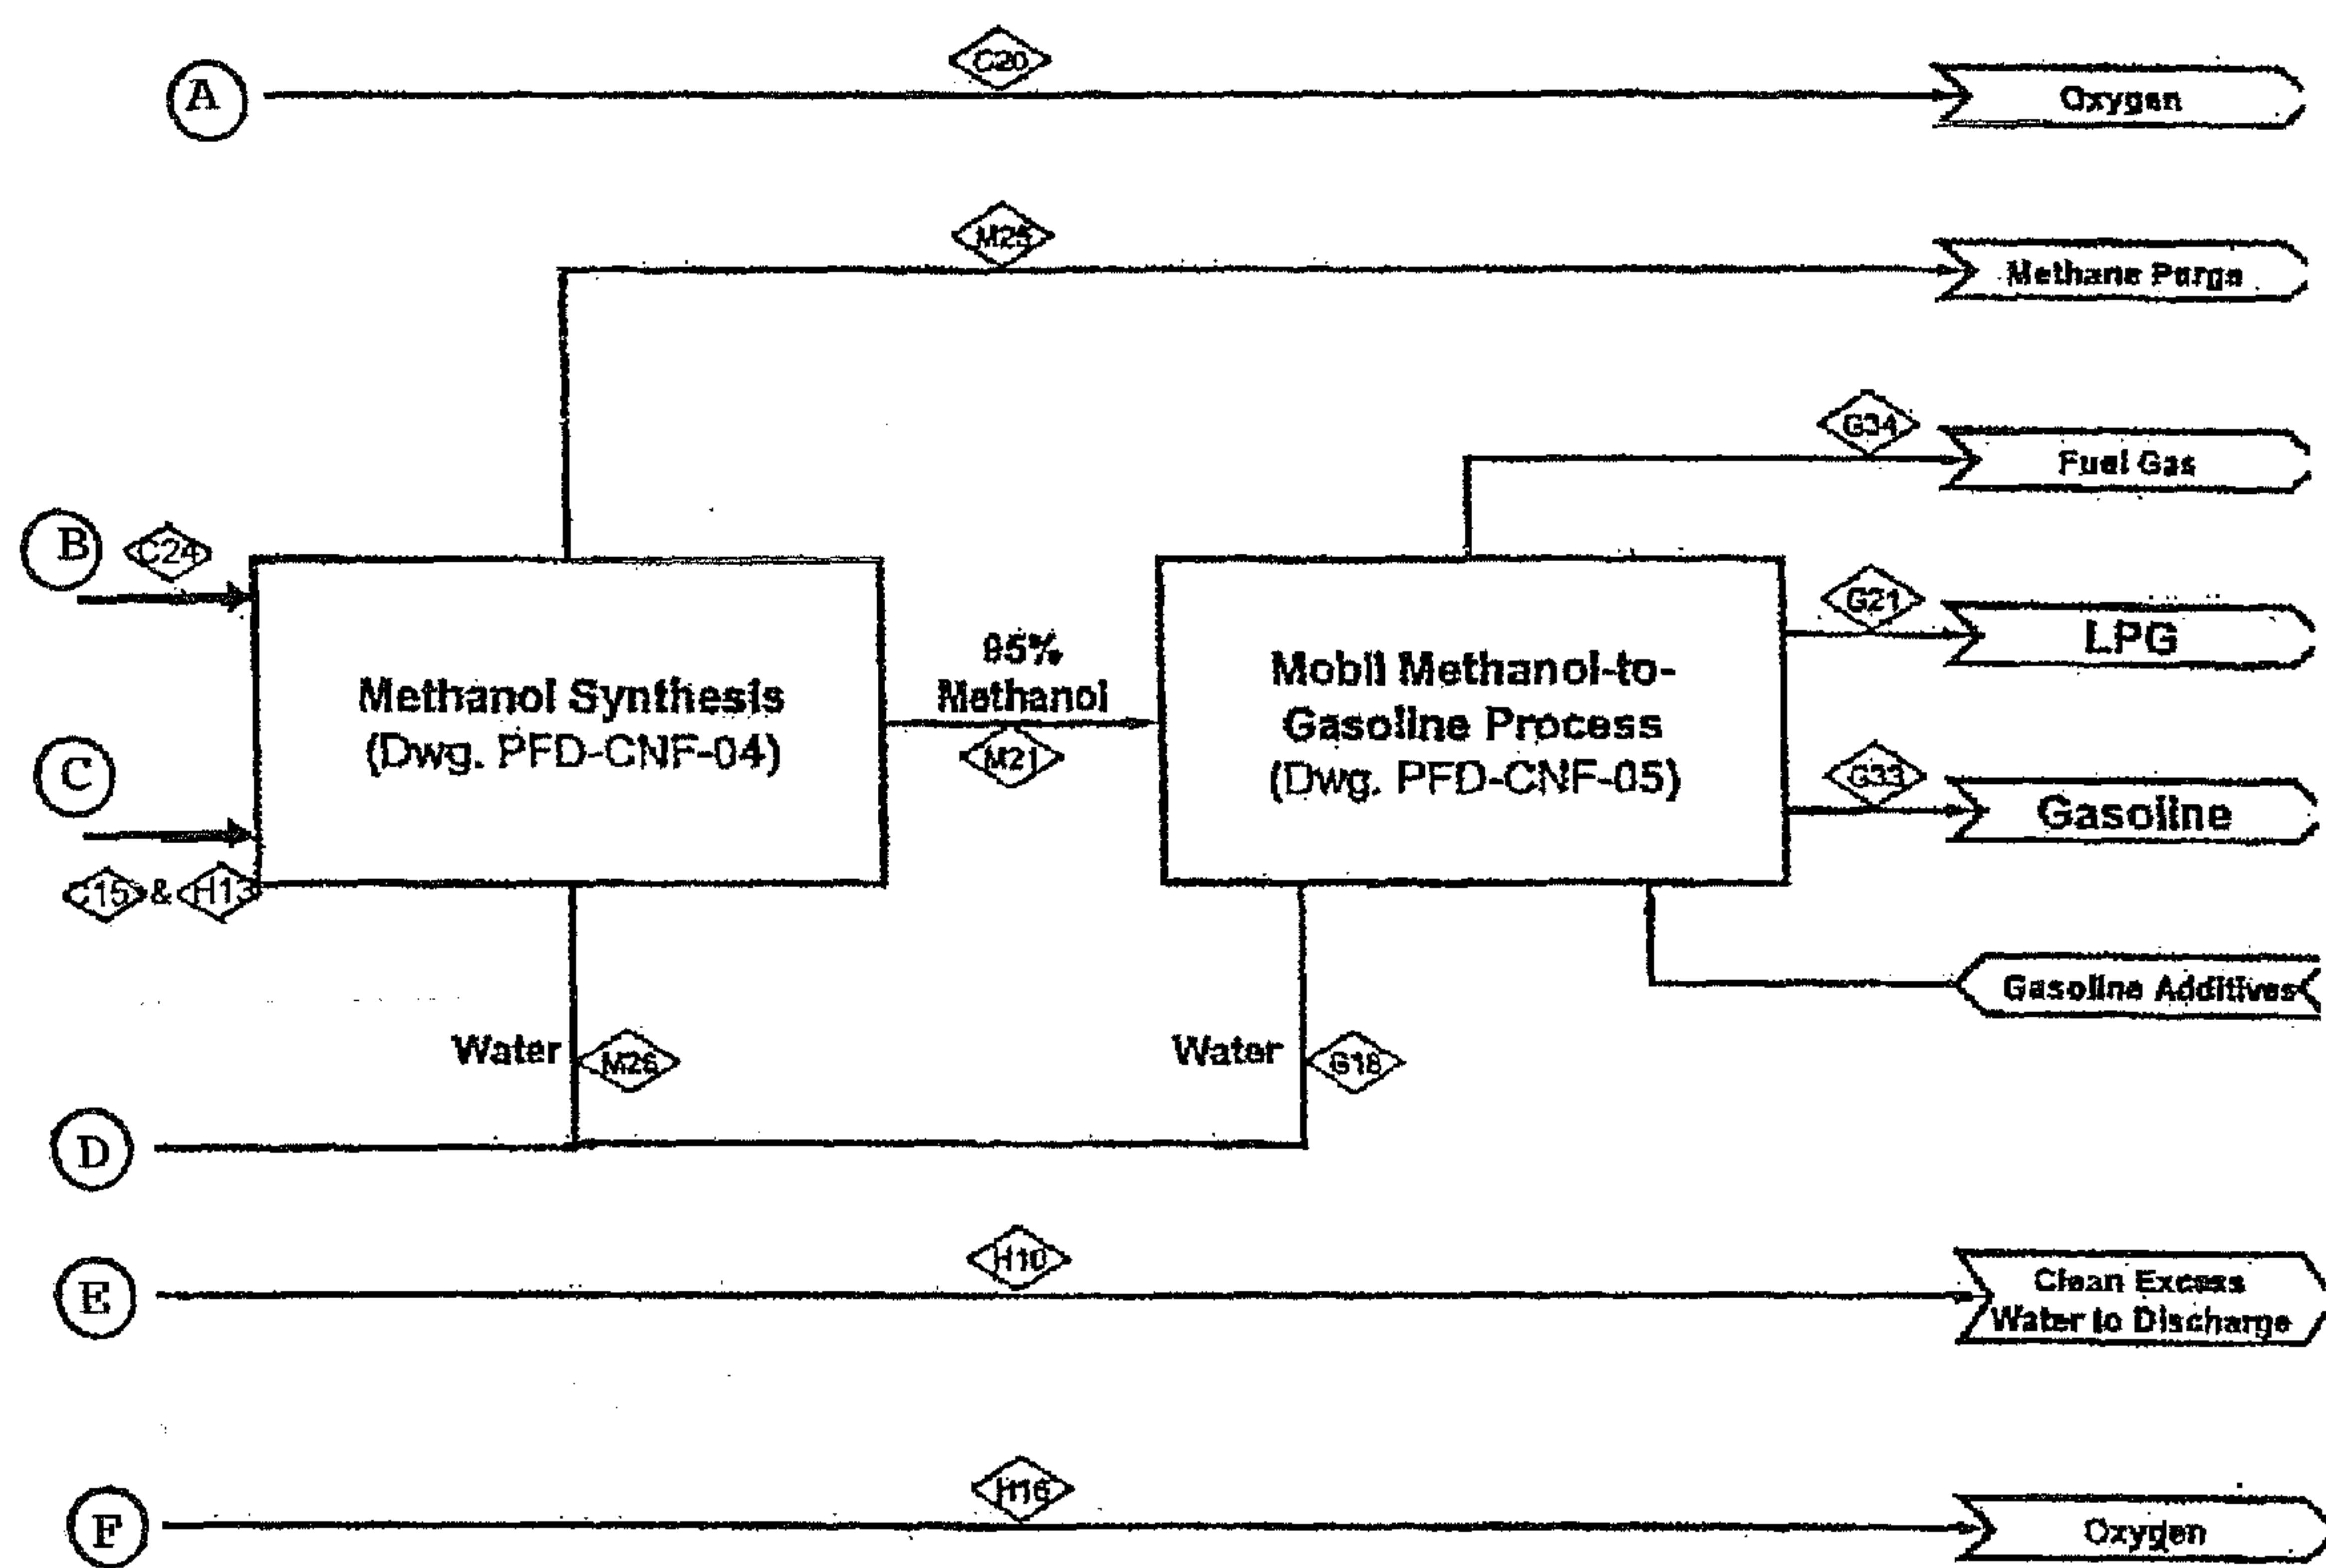 A
C20
Oxygen
M25
Methane Purge
G34
Fuel Gas
B
C24
G21
LPG
Methanol Synthesis
(Dwg. PFD-CNF-04)
95%
Methanol
M21
Mobil Methanol-to-
Gasoline Process
(Dwg. PFD-CNF-05)
C
G33
Gasoline
C15 & H13
Gasoline Additives
Water
M26
Water
G18
D
E
H10
Clean Excess
Water to Discharge
F
H16
Oxygen